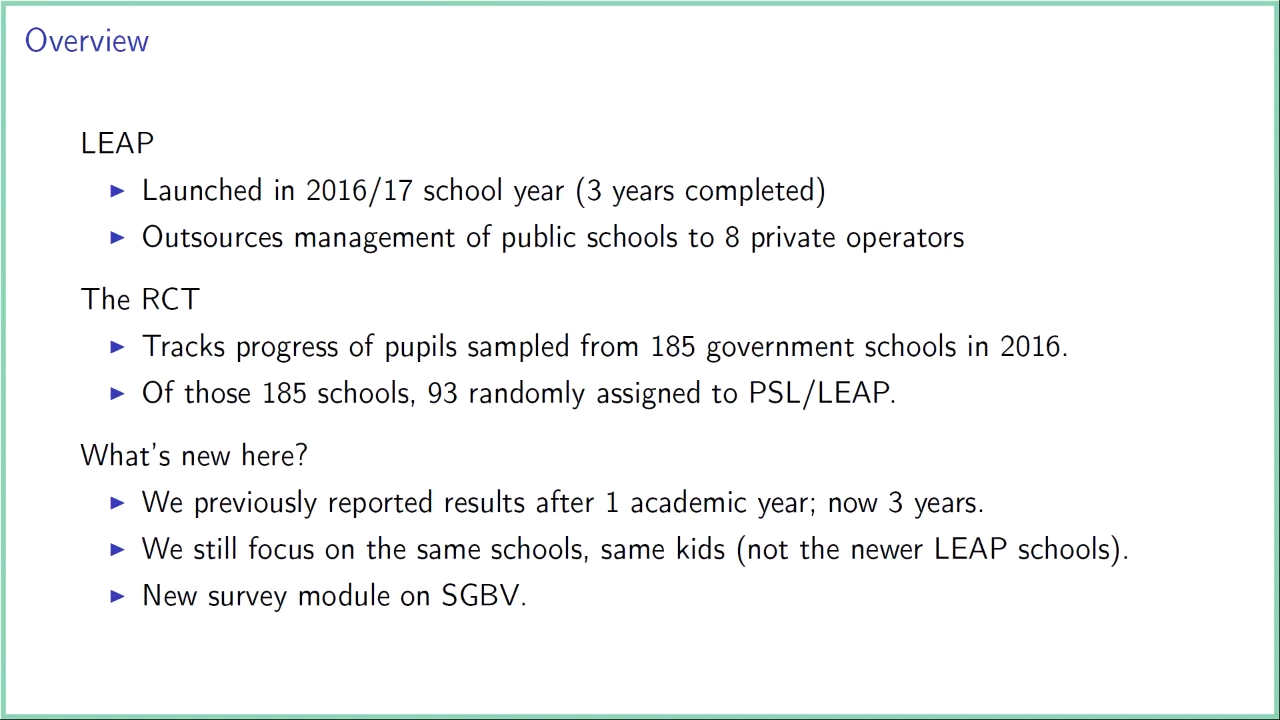 Overview
LEAP
▶ Launched in 2016/17 school year (3 years completed)
▶ Outsources management of public schools to 8 private operators
The RCT
▶ Tracks progress of pupils sampled from 185 government schools in 2016.
▶ Of those 185 schools, 93 randomly assigned to PSL/LEAP.
What's new here?
▶ We previously reported results after 1 academic year; now 3 years.
▶ We still focus on the same schools, same kids (not the newer LEAP schools).
▶ New survey module on SGBV.